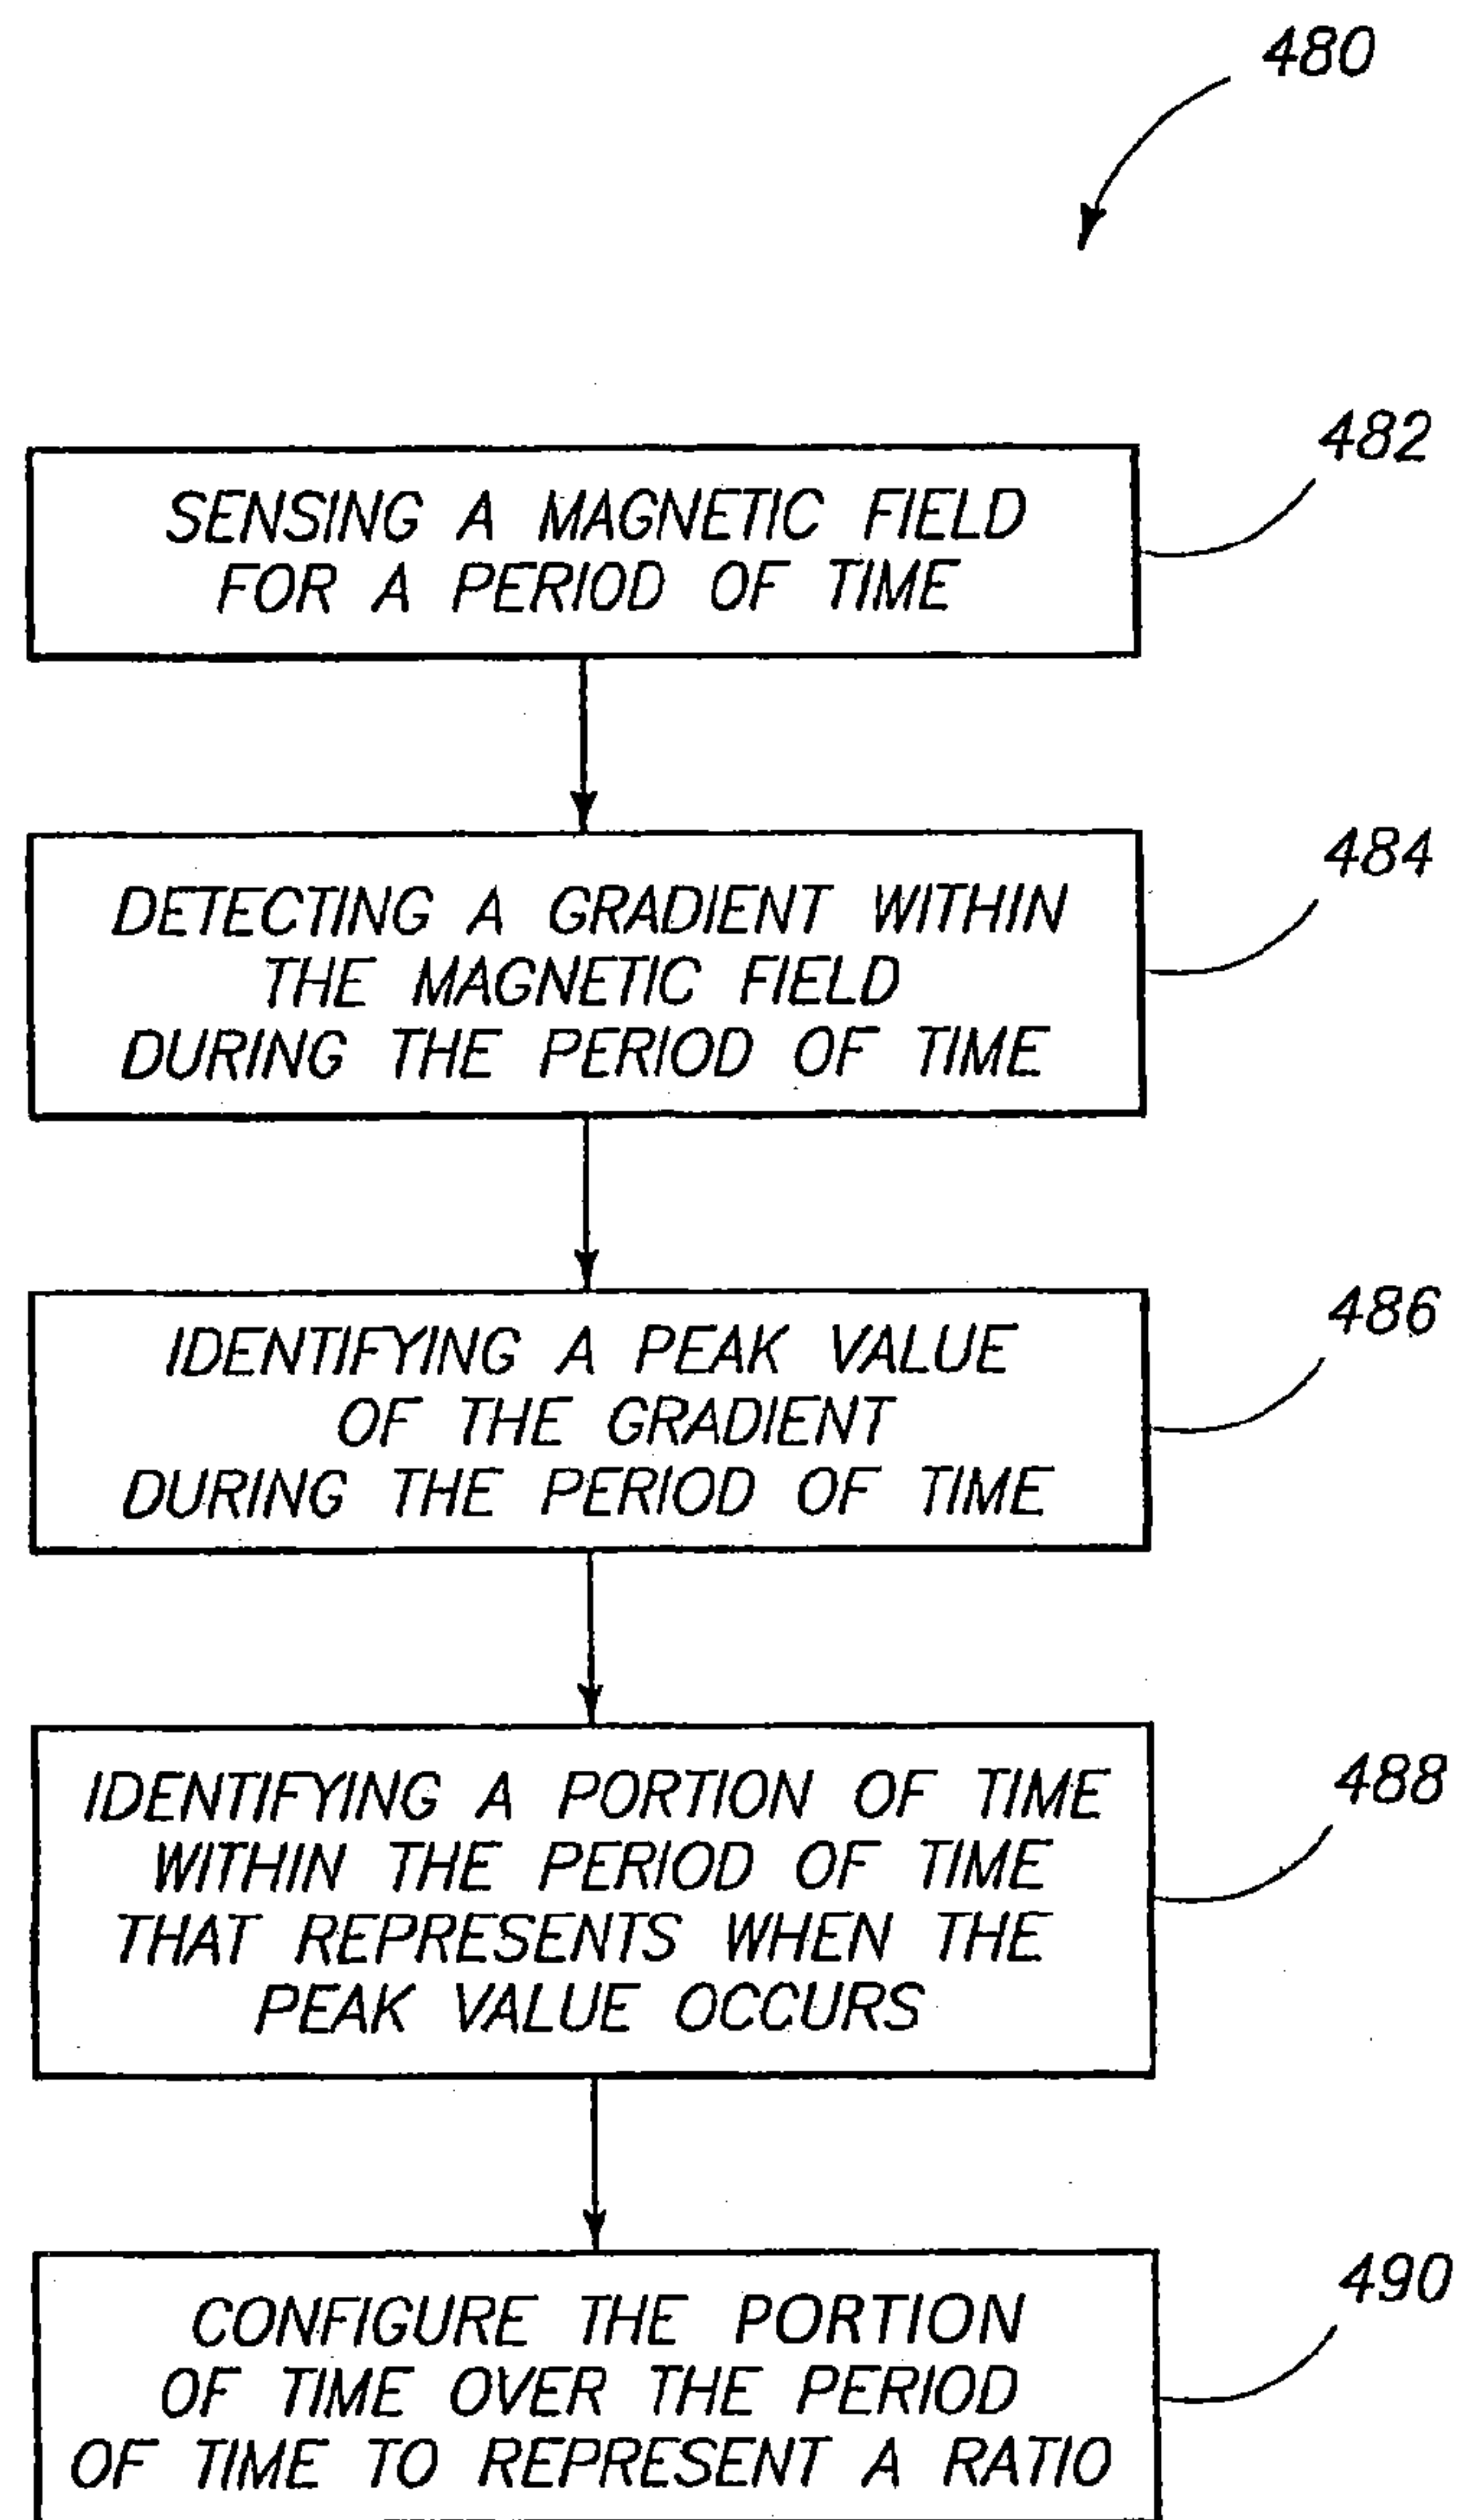 480
482
SENSING A MAGNETIC FIELD
FOR A PERIOD OF TIME
484
DETECTING A GRADIENT WITHIN
THE MAGNETIC FIELD
DURING THE PERIOD OF TIME
486
IDENTIFYING A PEAK VALUE
OF THE GRADIENT
DURING THE PERIOD OF TIME
488
IDENTIFYING A PORTION OF TIME
WITHIN THE PERIOD OF TIME
THAT REPRESENTS WHEN THE
PEAK VALUE OCCURS
490
CONFIGURE THE PORTION
OF TIME OVER THE PERIOD
OF TIME TO REPRESENT A RATIO